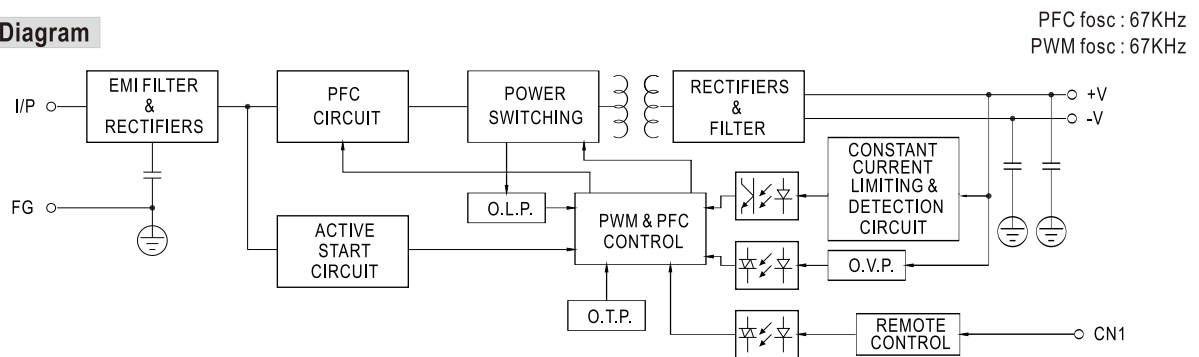 Diagram
PFC fosc : 67KHz
PWM fosc : 67KHz
I/P
EMI FILTER
&
RECTIFIERS
PFC
CIRCUIT
POWER
SWITCHING
RECTIFIERS
&
FILTER
+V
-V
FG
ACTIVE
START
CIRCUIT
O.L.P.
PWM & PFC
CONTROL
O.T.P.
CONSTANT
CURRENT
LIMITING &
DETECTION
CIRCUIT
O.V.P.
REMOTE
CONTROL
CN1